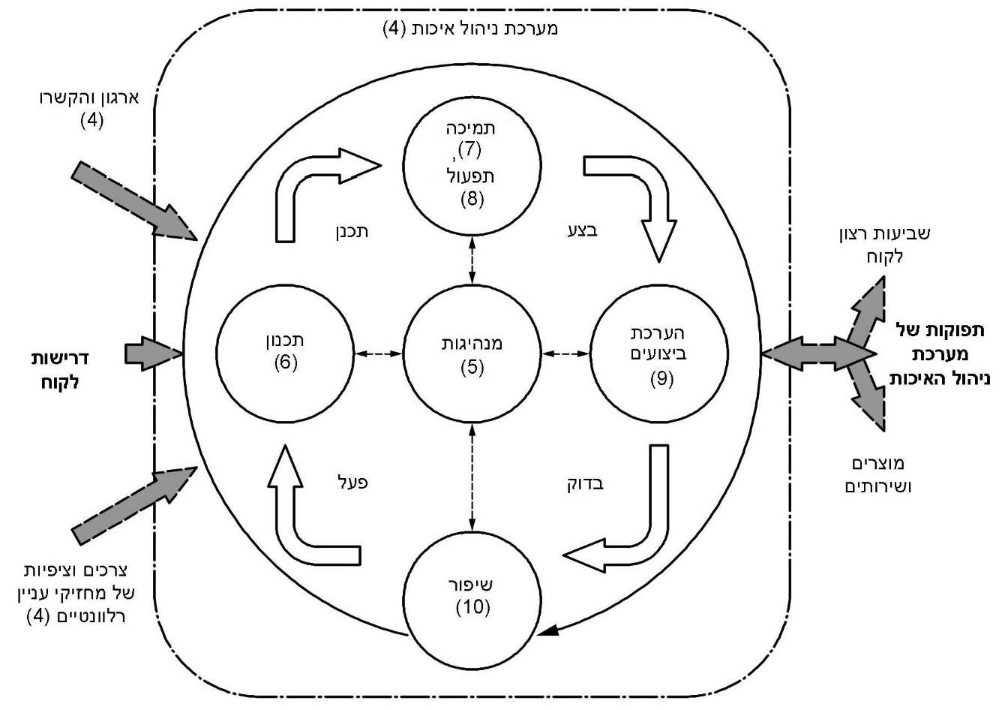 מערכת ניהול איכות (4)
ארגון והקשרו
(4)
תמיכה
(7),
תפעול
(8)
תכנן
בצע
שביעות רצון
לקוח
דרישות
לקוח
תכנון
(6)
מנהיגות
(5)
הערכת
ביצועים
(9)
תפוקות של
מערכת
ניהול האיכות
פעל
בדוק
מוצרים
ושירותים
צרכים וציפיות
של מחזיקי עניין
רלוונטיים (4)
שיפור
(10)